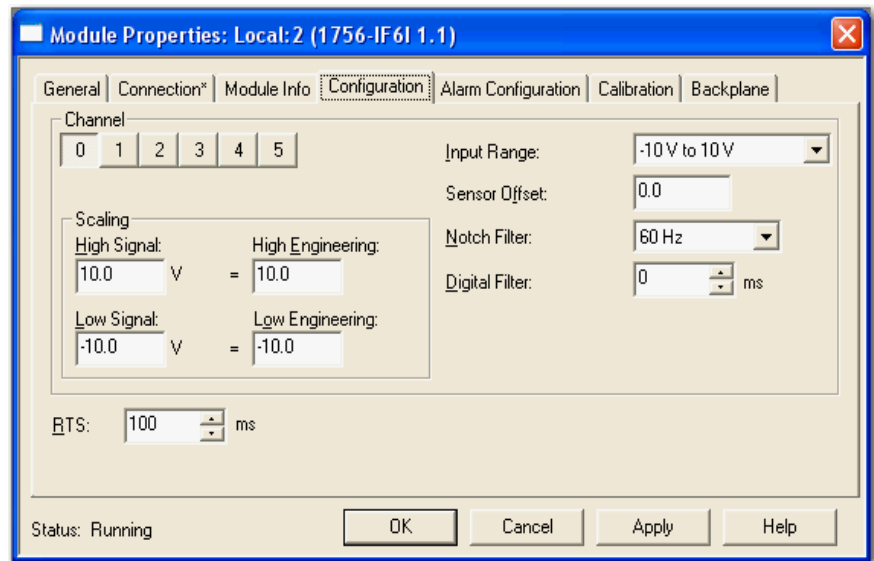 Module Properties: Local:2 (1756-IF6I 1.1)
General Connection* Module Info Configuration Alarm Configuration Calibration Backplane
Channel
0 1 2 3 4 5
Input Range: -10 V to 10 V
Sensor Offset: 0.0
Scaling
High Signal: High Engineering:
10.0 V = 10.0
Notch Filter: 60 Hz
Digital Filter: 0 ms
Low Signal: Low Engineering:
-10.0 V = -10.0
RTS: 100 ms
Status: Running
OK Cancel Apply Help